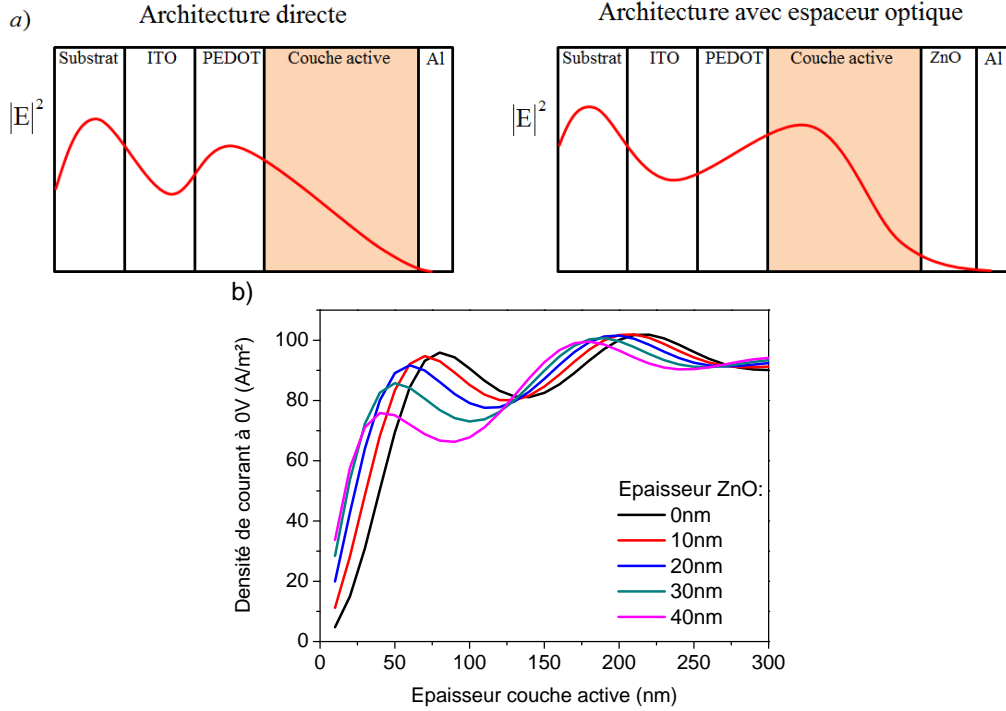 a)
Architecture directe
Architecture avec espaceur optique
Substrat ITO PEDOT Couche active Al
|E|²
Substrat ITO PEDOT Couche active ZnO Al
|E|²
b)
Densité de courant à 0V (A/m²)
100
80
60
40
20
0
0 50 100 150 200 250 300
Epaisseur couche active (nm)
Epaisseur ZnO:
0nm
10nm
20nm
30nm
40nm